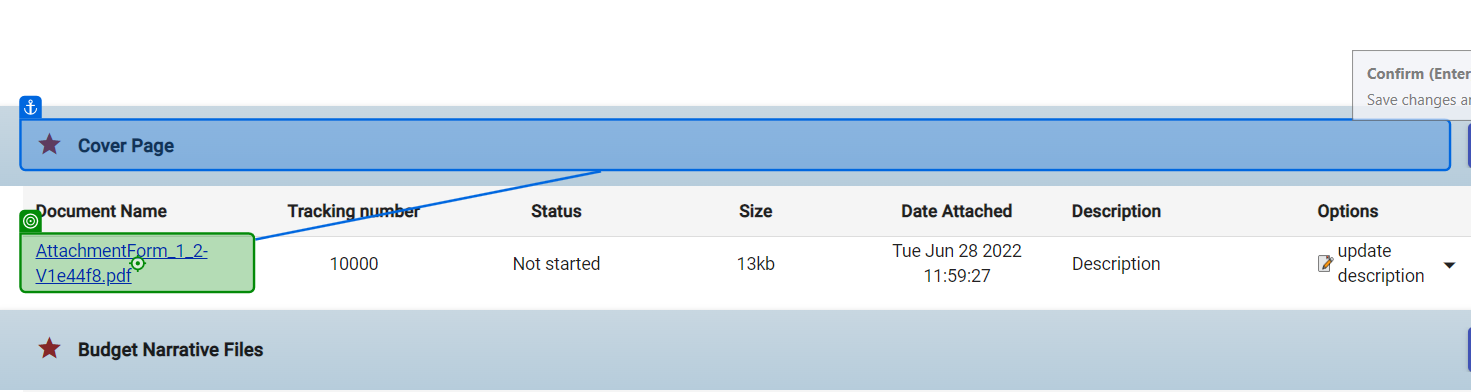 Confirm (Enter
Save changes a
Cover Page
Document Name Tracking number Status Size Date Attached Description Options
AttachmentForm_1_2-
V1e44f8.pdf
10000 Not started 13kb
Tue Jun 28 2022
11:59:27
Description
update
description
Budget Narrative Files